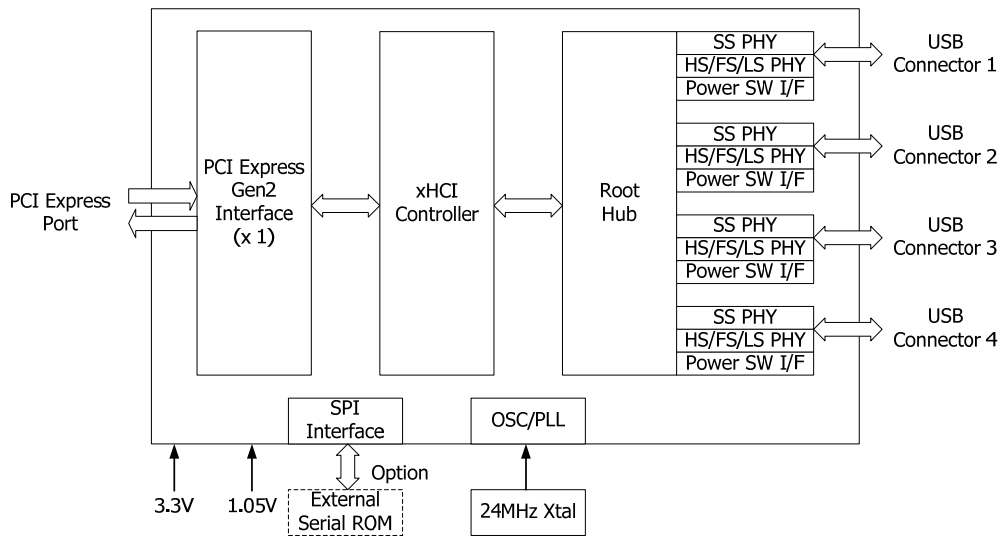 PCI Express
Port
PCI Express
Gen2
Interface
(x 1)
xHCI
Controller
Root
Hub
SS PHY
HS/FS/LS PHY
Power SW I/F
USB
Connector 1
SS PHY
HS/FS/LS PHY
Power SW I/F
USB
Connector 2
SS PHY
HS/FS/LS PHY
Power SW I/F
USB
Connector 3
SS PHY
HS/FS/LS PHY
Power SW I/F
USB
Connector 4
SPI
Interface
OSC/PLL
3.3V
1.05V
Option
External
Serial ROM
24MHz Xtal